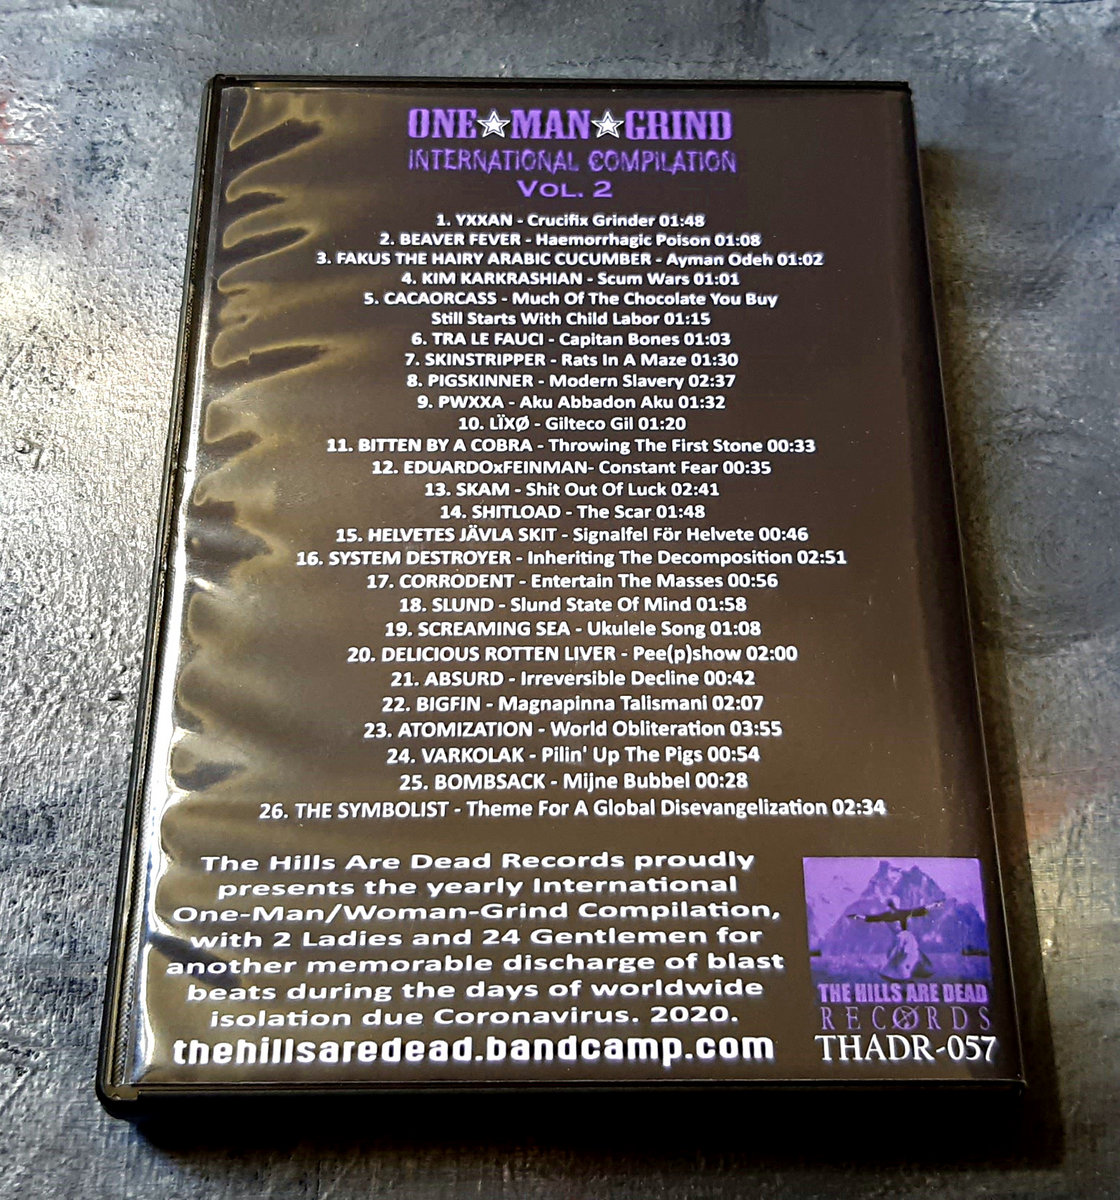 ONE★MAN★GRIND
INTERNATIONAL COMPILATION
VOL. 2
1. YXXAN - Crucifix Grinder 01:48
2. BEAVER FEVER - Haemorrhagic Poison 01:08
3. FAKUS THE HAIRY ARABIC CUCUMBER - Ayman Odeh 01:02
4. KIM KARKRASHIAN - Scum Wars 01:01
5. CACAORCASS - Much Of The Chocolate You Buy
Still Starts With Child Labor 01:15
6. TRA LE FAUCI - Capitan Bones 01:03
7. SKINSTRIPPER - Rats In A Maze 01:30
8. PIGSKINNER - Modern Slavery 02:37
9. PWXXA - Aku Abbadon Aku 01:32
10. LÏXØ - Gilteco Gil 01:20
11. BITTEN BY A COBRA - Throwing The First Stone 00:33
12. EDUARDOxFEINMAN- Constant Fear 00:35
13. SKAM - Shit Out Of Luck 02:41
14. SHITLOAD - The Scar 01:48
15. HELVETES JÄVLA SKIT - Signalfel För Helvete 00:46
16. SYSTEM DESTROYER - Inheriting The Decomposition 02:51
17. CORRODENT - Entertain The Masses 00:56
18. SLUND - Slund State Of Mind 01:58
19. SCREAMING SEA - Ukulele Song 01:08
20. DELICIOUS ROTTEN LIVER - Pee(p)show 02:00
21. ABSURD - Irreversible Decline 00:42
22. BIGFIN - Magnapinna Talismani 02:07
23. ATOMIZATION - World Obliteration 03:55
24. VARKOLAK - Pilin' Up The Pigs 00:54
25. BOMBSACK - Mijne Bubbel 00:28
26. THE SYMBOLIST - Theme For A Global Disevangelization 02:34
The Hills Are Dead Records proudly
presents the yearly International
One-Man/Woman-Grind Compilation,
with 2 Ladies and 24 Gentlemen for
another memorable discharge of blast
beats during the days of worldwide
isolation due Coronavirus. 2020.
thehillsaredead.bandcamp.com
THE HILLS ARE DEAD
RECORDS
THADR-057